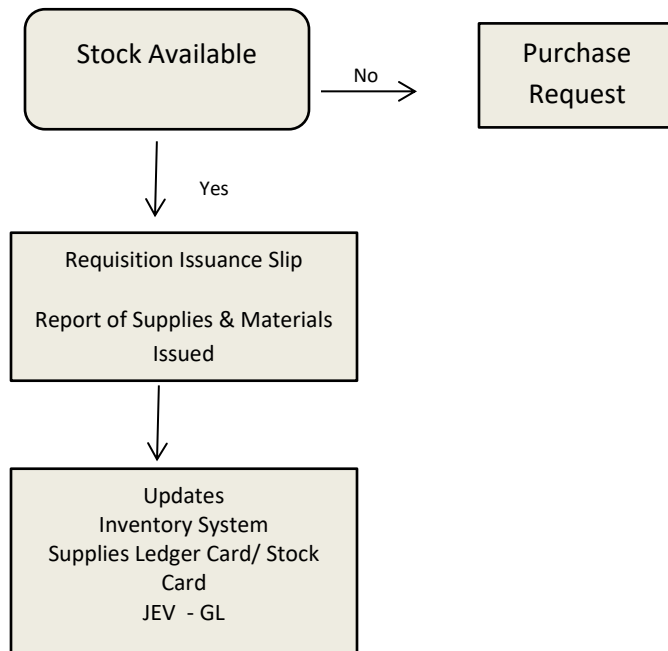 Stock Available
No
Purchase
Request
Yes
Requisition Issuance Slip
Report of Supplies & Materials
Issued
Updates
Inventory System
Supplies Ledger Card/ Stock
Card
JEV - GL